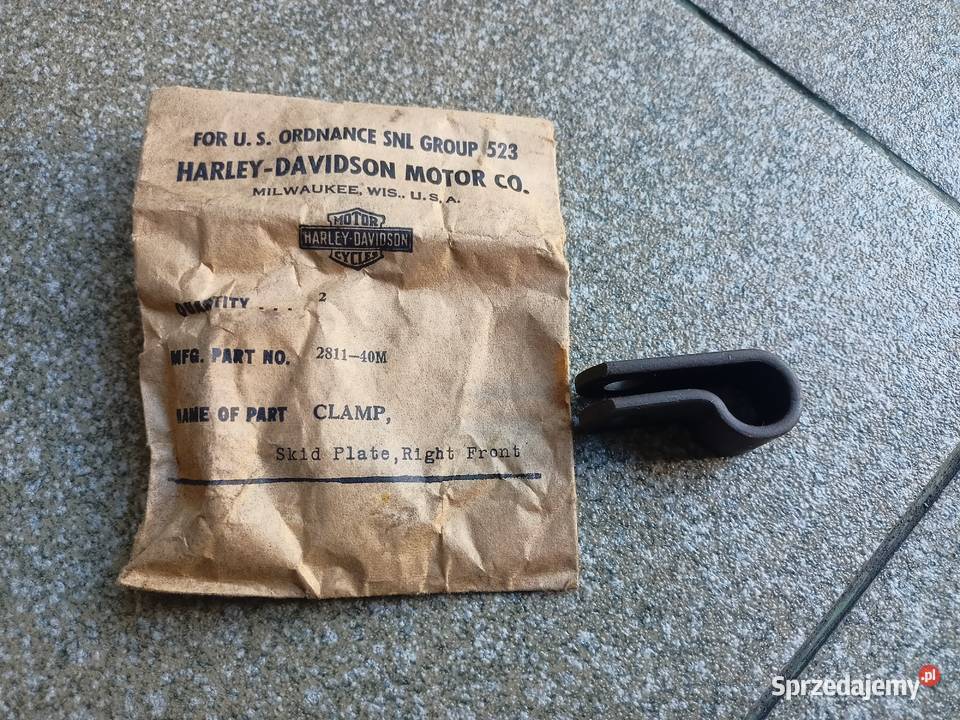 FOR U. S. ORDNANCE SNL GROUP 523
HARLEY-DAVIDSON MOTOR CO.
MILWAUKEE, WIS., U. S. A.
MOTOR
HARLEY-DAVIDSON
CYCLES
QUANTITY .... 2
MFG. PART NO. 2811-40M
NAME OF PART CLAMP,
Skid Plate,Right Front
Sprzedajemy.pl